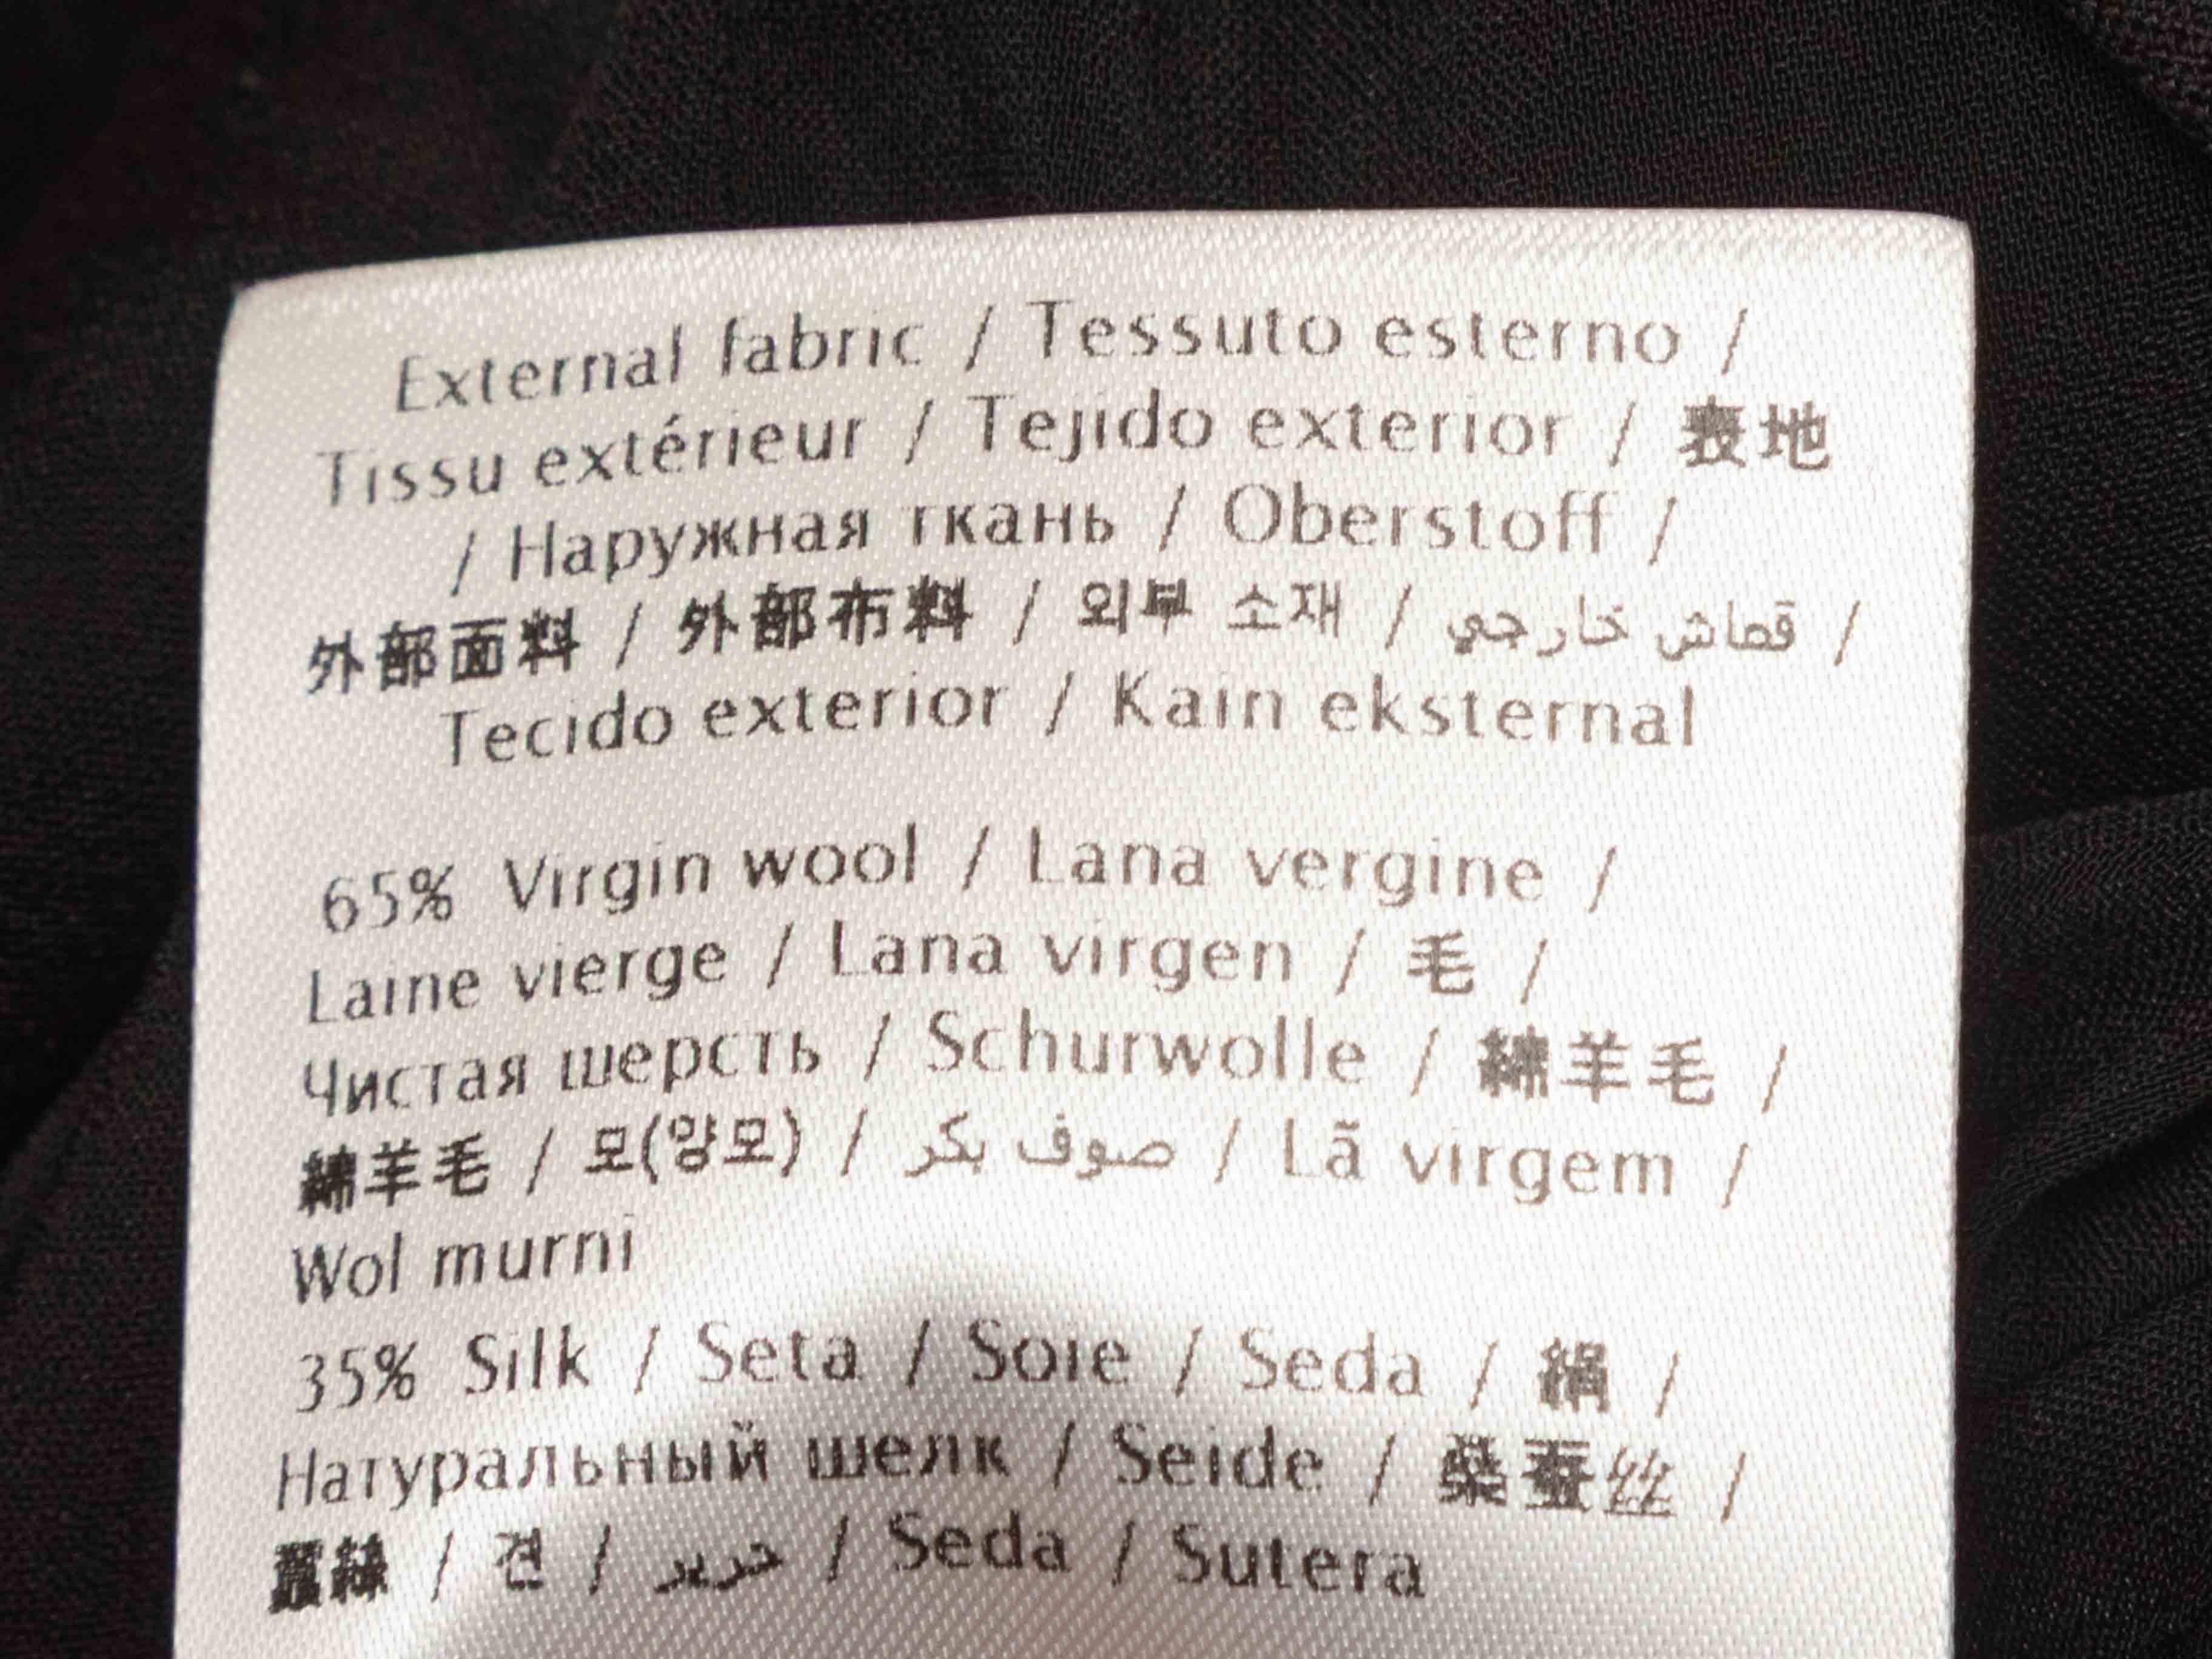 External fabric / Tessuto esterno /
Tissu extérieur / Tejido exterior / 表地
/ Наружная ткань / Oberstoff /
外部面料 / 外部布料 / 외부 소재 / قماش خارجي /
Tecido exterior / Kain eksternal
65% Virgin wool / Lana vergine /
Laine vierge / Lana virgen / 毛 /
Чистая шерсть / Schurwolle / 綿羊毛 /
綿羊毛 / 모(양모) / صوف بكر / Lã virgem /
Wol murni
35% Silk / Seta / Soie / Seda / 絹 /
Натуральный шелк / Seide / 桑蚕丝 /
蠶絲 / 견 / حرير / Seda / Sutera